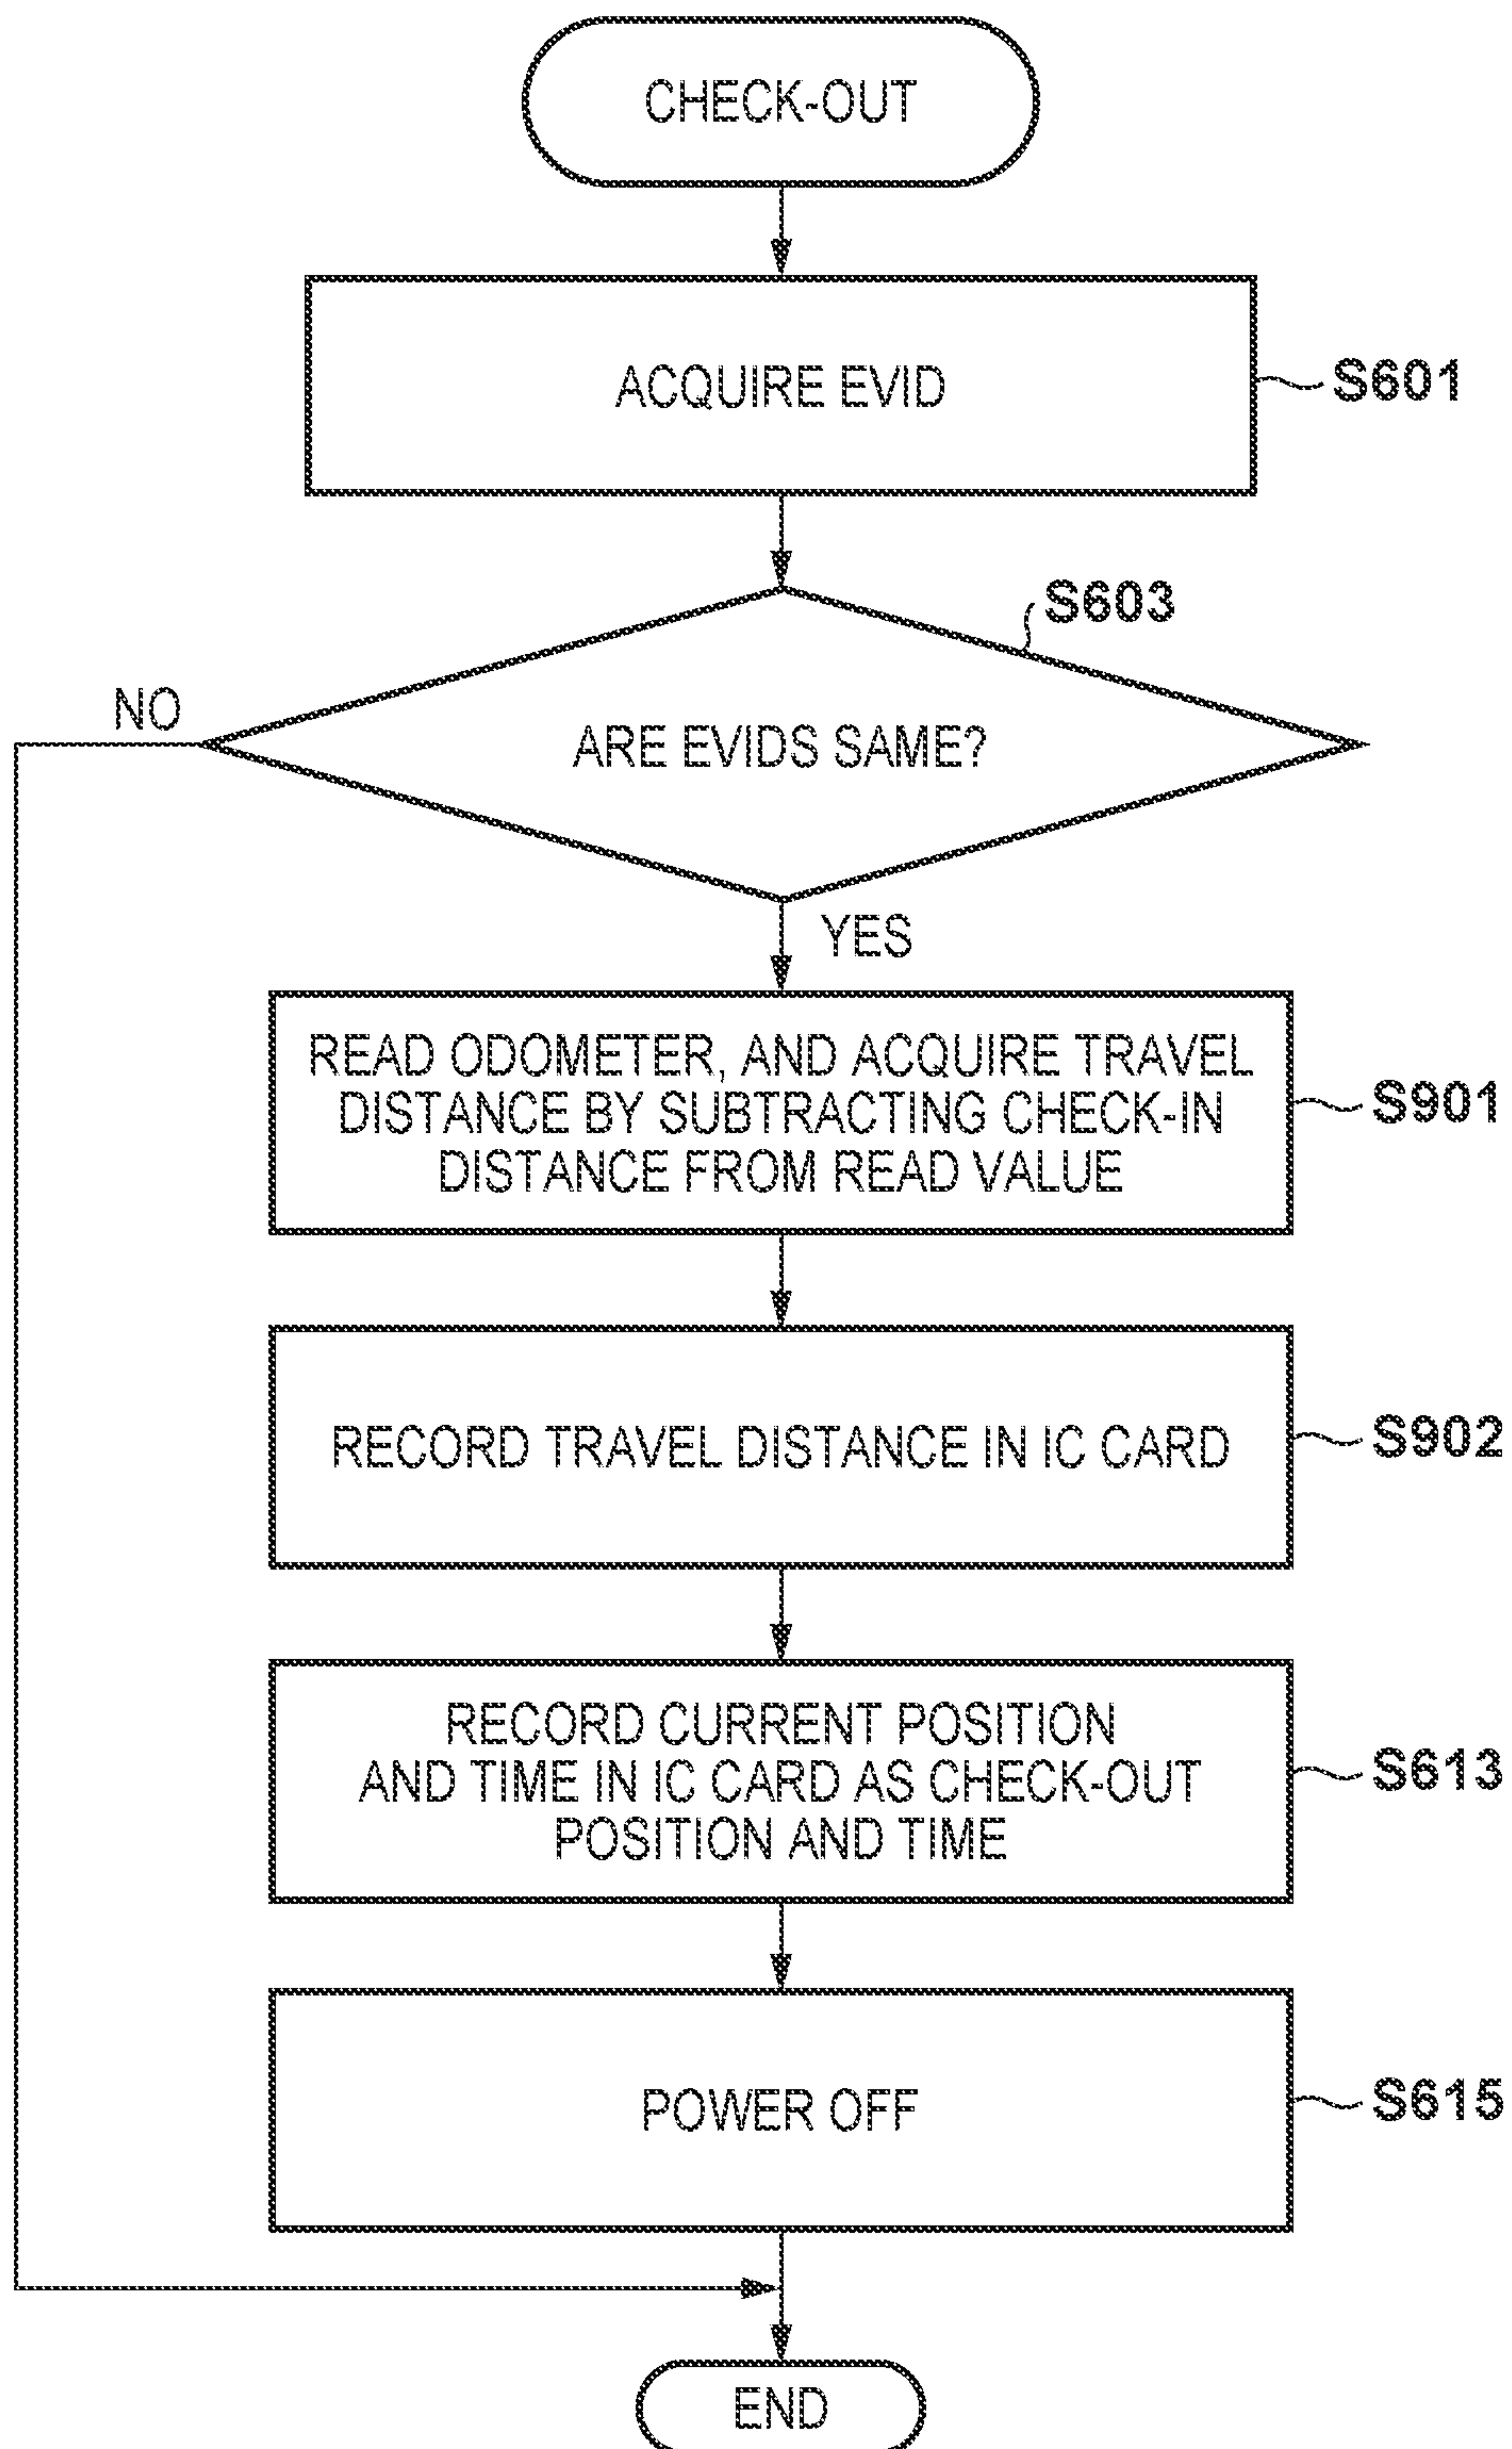 CHECK-OUT
ACQUIRE EVID
S601
S603
NO
ARE EVIDS SAME?
YES
READ ODOMETER, AND ACQUIRE TRAVEL
DISTANCE BY SUBTRACTING CHECK-IN
DISTANCE FROM READ VALUE
S901
RECORD TRAVEL DISTANCE IN IC CARD
S902
RECORD CURRENT POSITION
AND TIME IN IC CARD AS CHECK-OUT
POSITION AND TIME
S613
POWER OFF
S615
END